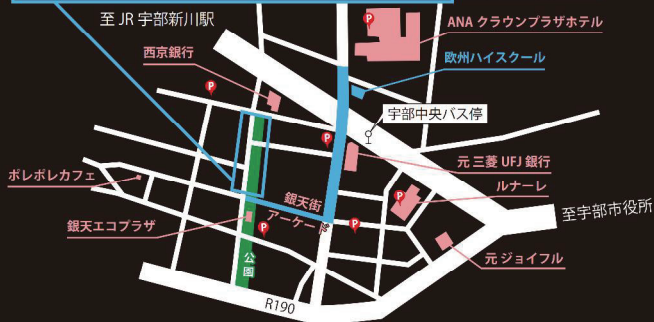 至 JR 宇部新川駅
P
ANA クラウンプラザホテル
西京銀行
欧州ハイスクール
P
宇部中央バス停
P
元 三菱 UFJ 銀行
ポレポレカフェ
ルナーレ
P
銀天街
アーケード
至宇部市役所
銀天エコプラザ
P
P
公園
元 ジョイフル
R190